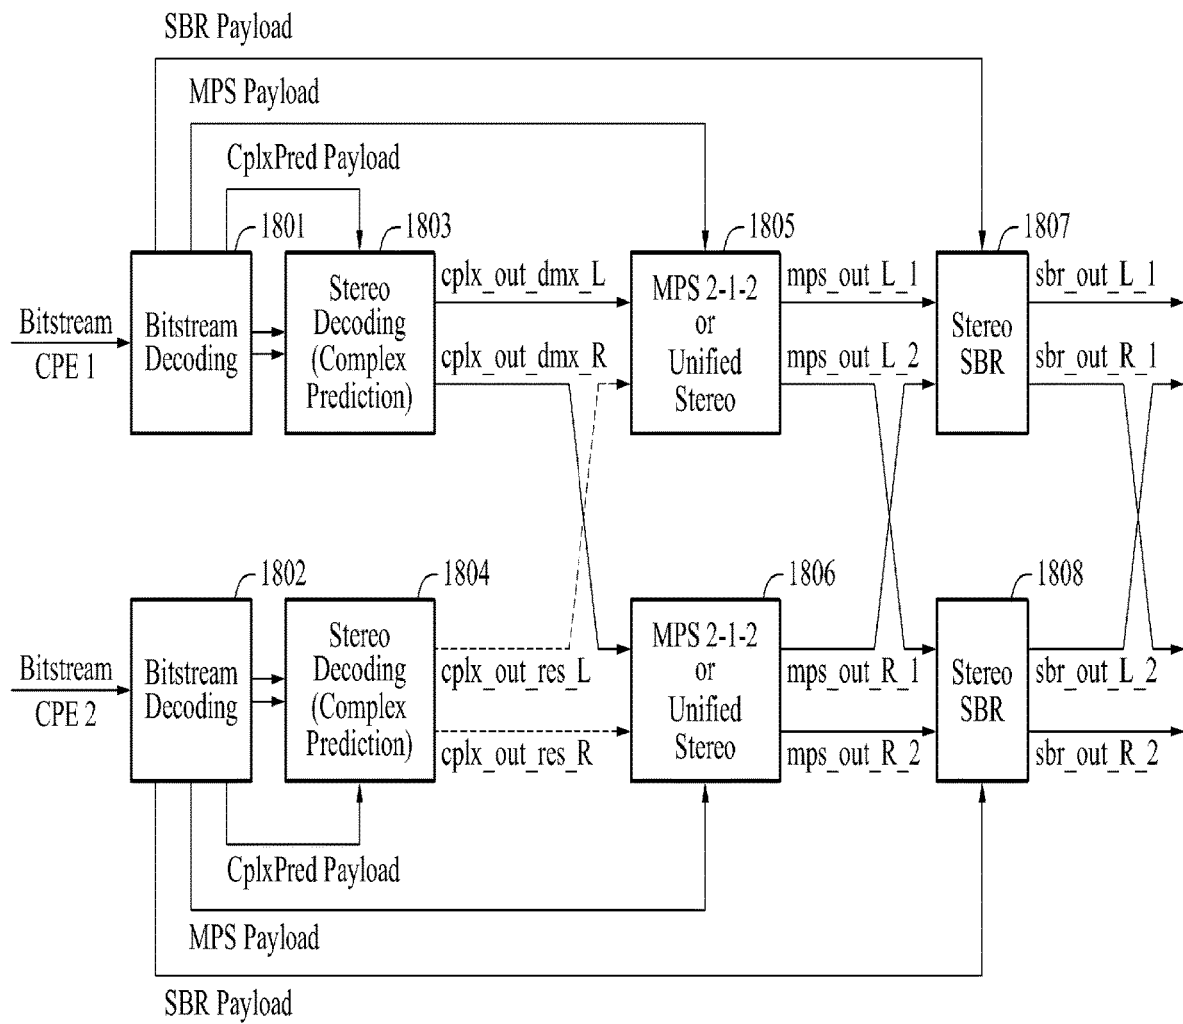 SBR Payload
MPS Payload
CplxPred Payload
1801
1803
1805
1807
Bitstream
CPE 1
Bitstream
Decoding
Stereo
Decoding
(Complex
Prediction)
cplx_out_dmx_L
cplx_out_dmx_R
MPS 2-1-2
or
Unified
Stereo
mps_out_L_1
mps_out_L_2
Stereo
SBR
sbr_out_L_1
sbr_out_R_1
1802
1804
1806
1808
Bitstream
CPE 2
Bitstream
Decoding
Stereo
Decoding
(Complex
Prediction)
cplx_out_res_L
cplx_out_res_R
MPS 2-1-2
or
Unified
Stereo
mps_out_R_1
mps_out_R_2
Stereo
SBR
sbr_out_L_2
sbr_out_R_2
CplxPred Payload
MPS Payload
SBR Payload